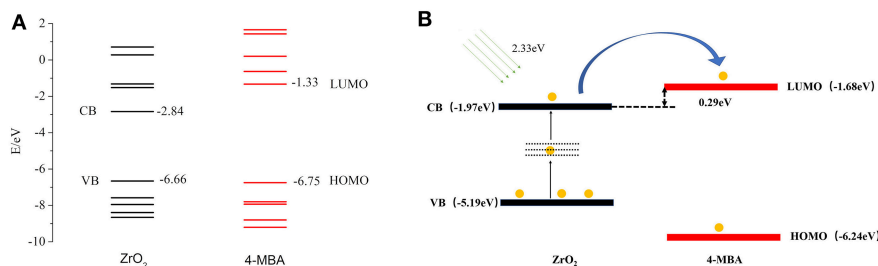 A
E/eV
2
0
-2
-4
-6
-8
-10
CB
-2.84
VB
-6.66
-1.33
LUMO
-6.75
HOMO
ZrO2
4-MBA
B
2.33eV
CB (-1.97eV)
LUMO (-1.68eV)
0.29eV
VB (-5.19eV)
HOMO (-6.24eV)
ZrO2
4-MBA